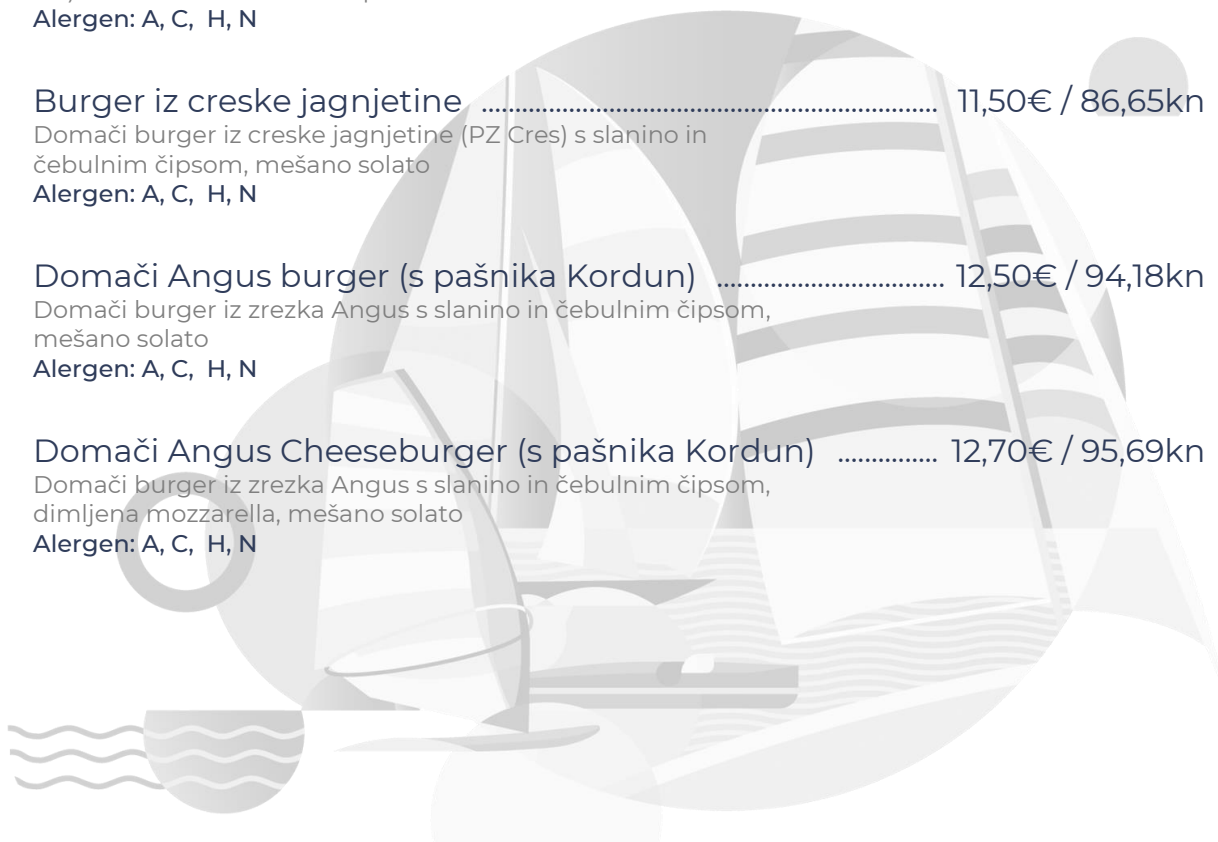 Alergen: A, C, H, N
Burger iz creske jagnjetine ........................................................................ 11,50€ / 86,65kn
Domači burger iz creske jagnjetine (PZ Cres) s slanino in
čebulnim čipsom, mešano solato
Alergen: A, C, H, N
Domači Angus burger (s pašnika Kordun) .................................... 12,50€ / 94,18kn
Domači burger iz zrezka Angus s slanino in čebulnim čipsom,
mešano solato
Alergen: A, C, H, N
Domači Angus Cheeseburger (s pašnika Kordun) ............... 12,70€ / 95,69kn
Domači burger iz zrezka Angus s slanino in čebulnim čipsom,
dimljena mozzarella, mešano solato
Alergen: A, C, H, N